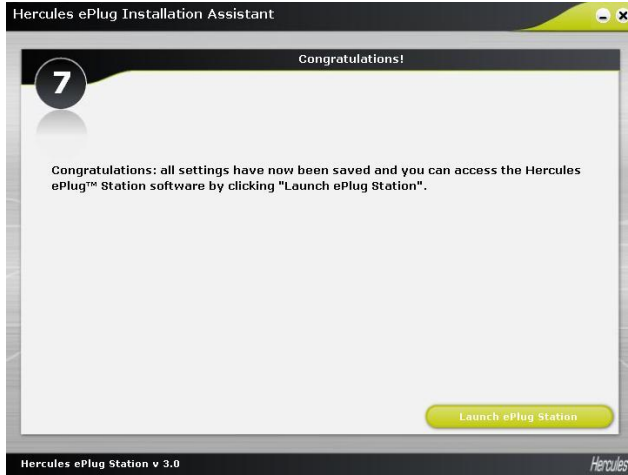 Hercules ePlug Installation Assistant
Congratulations!
7
Congratulations: all settings have now been saved and you can access the Hercules
ePlug™ Station software by clicking "Launch ePlug Station".
Launch ePlug Station
Hercules ePlug Station v 3.0
Hercules